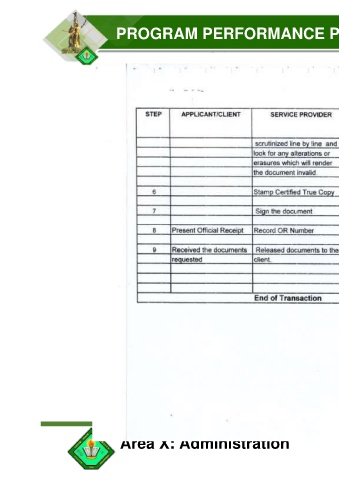 PROGRAM PERFORMANCE P
STEP APPLICANT/CLIENT SERVICE PROVIDER
scrutinized line by line and
look for any alterations or
erasures which will render
the document invalid
6 Stamp Certified True Copy
7 Sign the document
8 Present Official Receipt Record OR Number
9 Received the documents Released documents to the
requested client.
End of Transaction
Area X: Administration